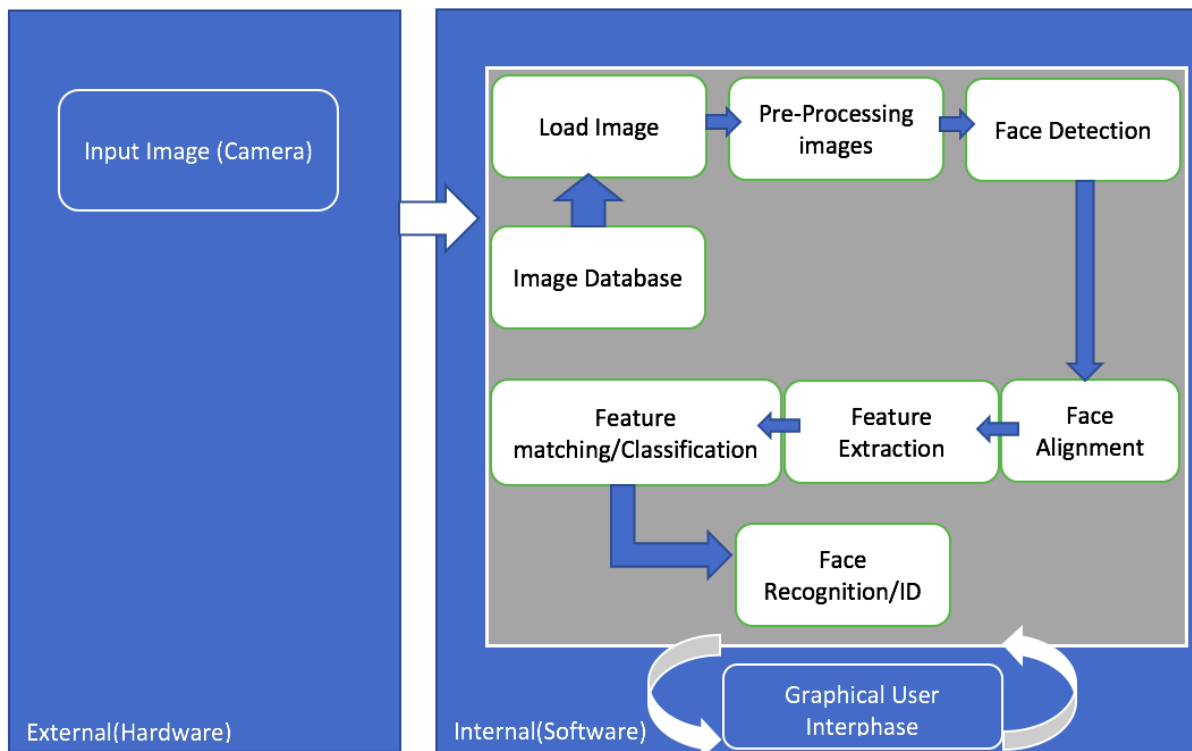 Input Image (Camera)
External(Hardware)
Load Image
Pre-Processing
images
Face Detection
Image Database
Feature
matching/Classification
Feature
Extraction
Face
Alignment
Face
Recognition/ID
Internal(Software)
Graphical User
Interphase